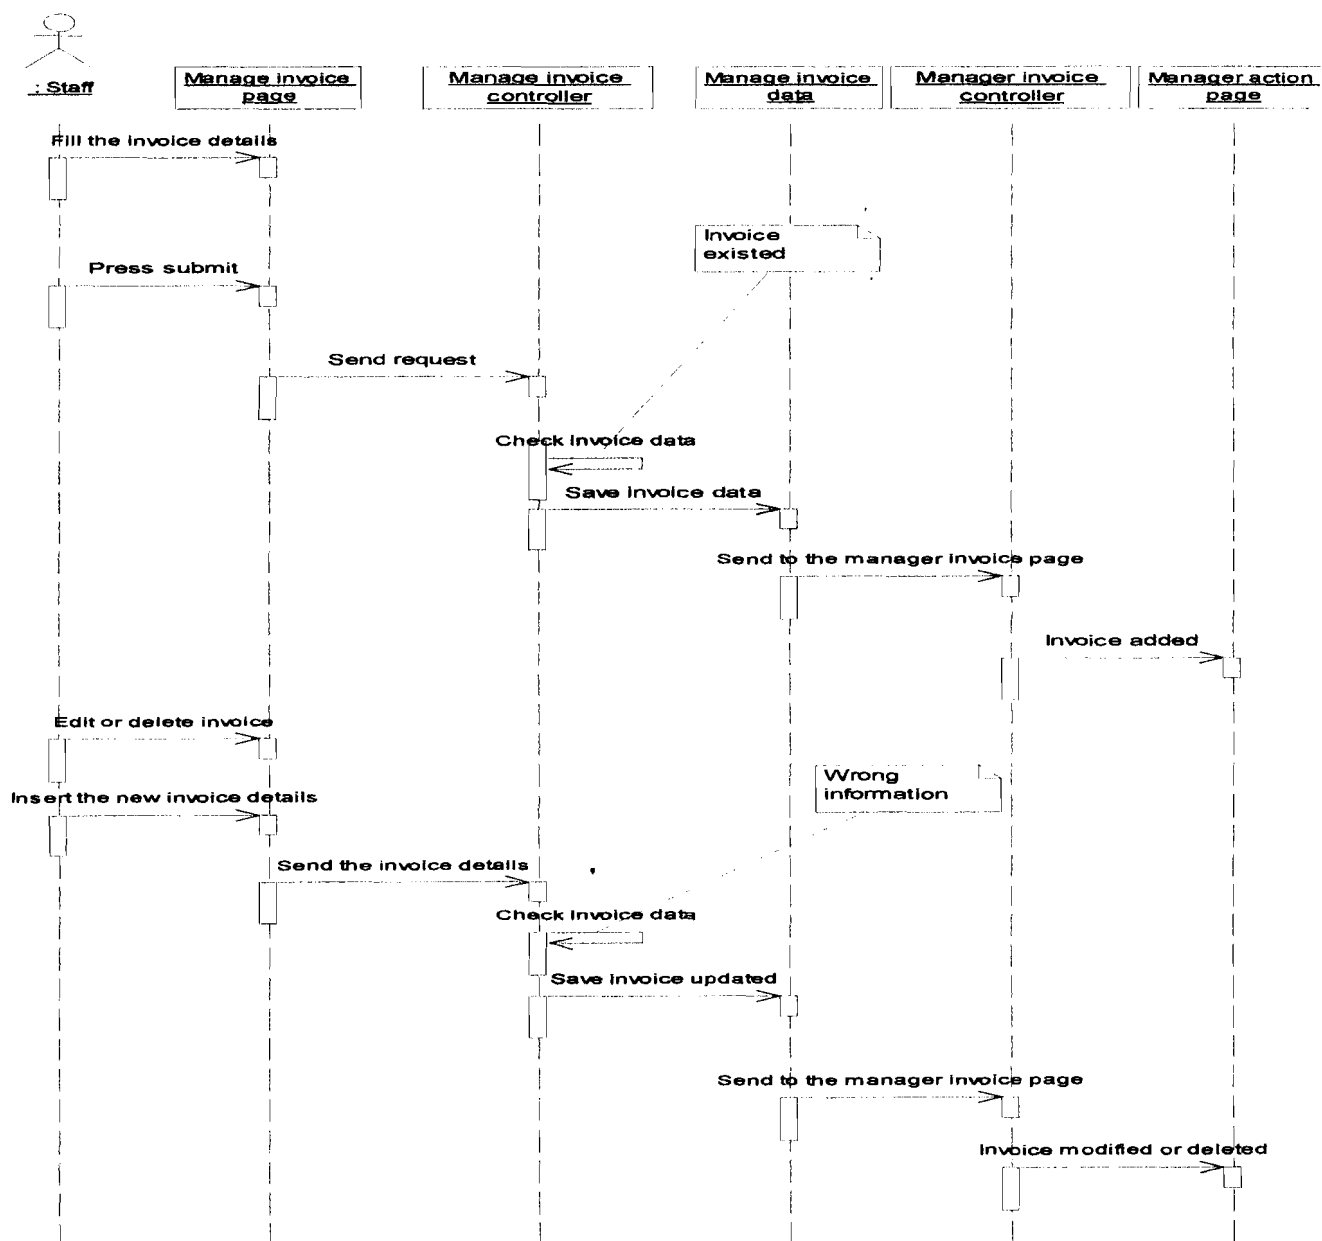 : Staff
Manage invoice
page
Manage invoice
controller
Manage invoice
data
Manager invoice
controller
Manager action
page
Fill the invoice details
Invoice
existed
Press submit
Send request
Check invoice data
Save invoice data
Send to the manager invoice page
Invoice added
Edit or delete invoice
Wrong
information
Insert the new invoice details
Send the invoice details
Check invoice data
Save invoice updated
Send to the manager invoice page
Invoice modified or deleted